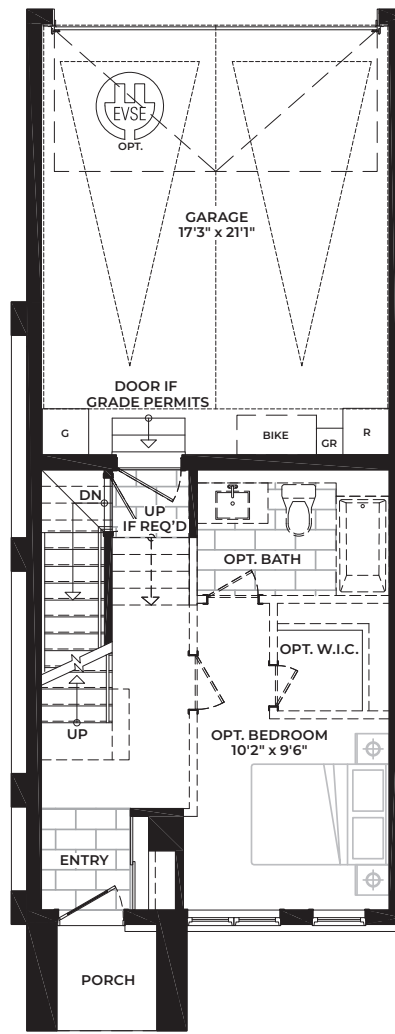 EVSE
OPT.
GARAGE
17'3" x 21'1"
DOOR IF
GRADE PERMITS
G
BIKE
GR
R
DN
UP
IF REQ'D
OPT. BATH
OPT. W.I.C.
UP
OPT. BEDROOM
10'2" x 9'6"
ENTRY
PORCH